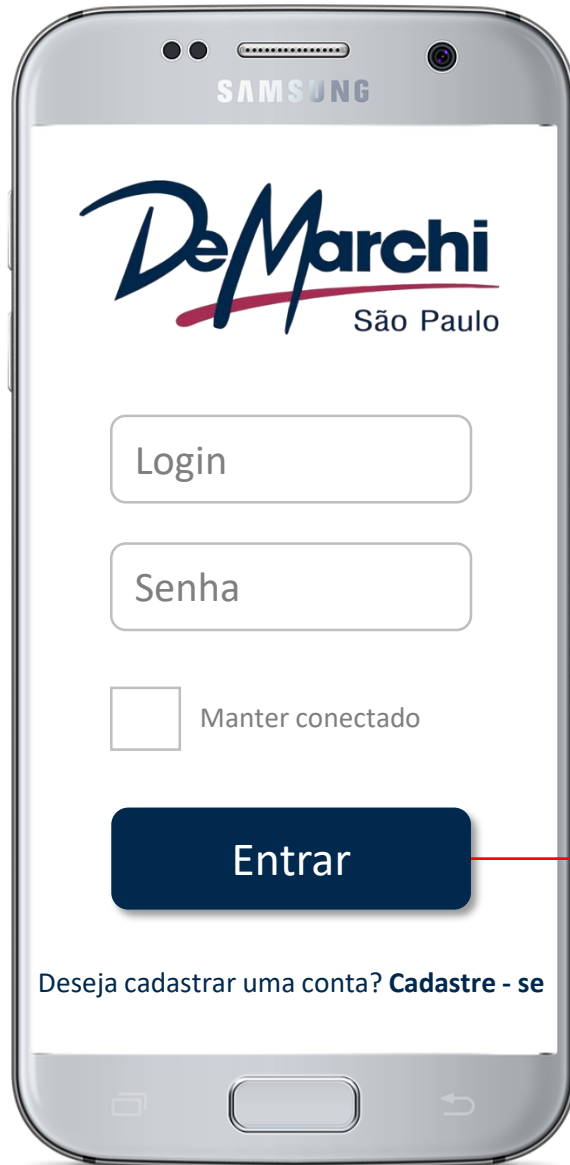 SAMSUNG
DeMarchi
São Paulo
Login
Senha
Manter conectado
Entrar
Deseja cadastrar uma conta? Cadastre - se